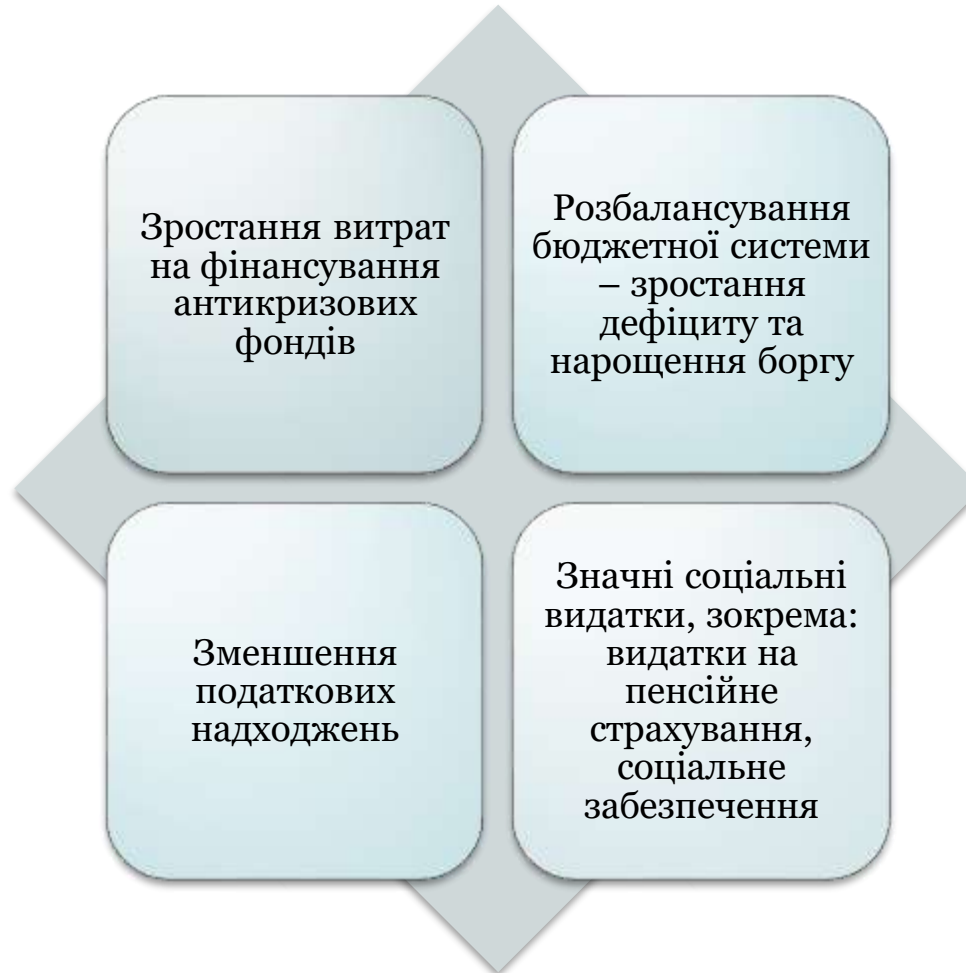 Зростання витрат
на фінансування
антикризових
фондів
Розбалансування
бюджетної системи
– зростання
дефіциту та
нарощення боргу
Зменшення
податкових
надходжень
Значні соціальні
видатки, зокрема:
видатки на
пенсійне
страхування,
соціальне
забезпечення